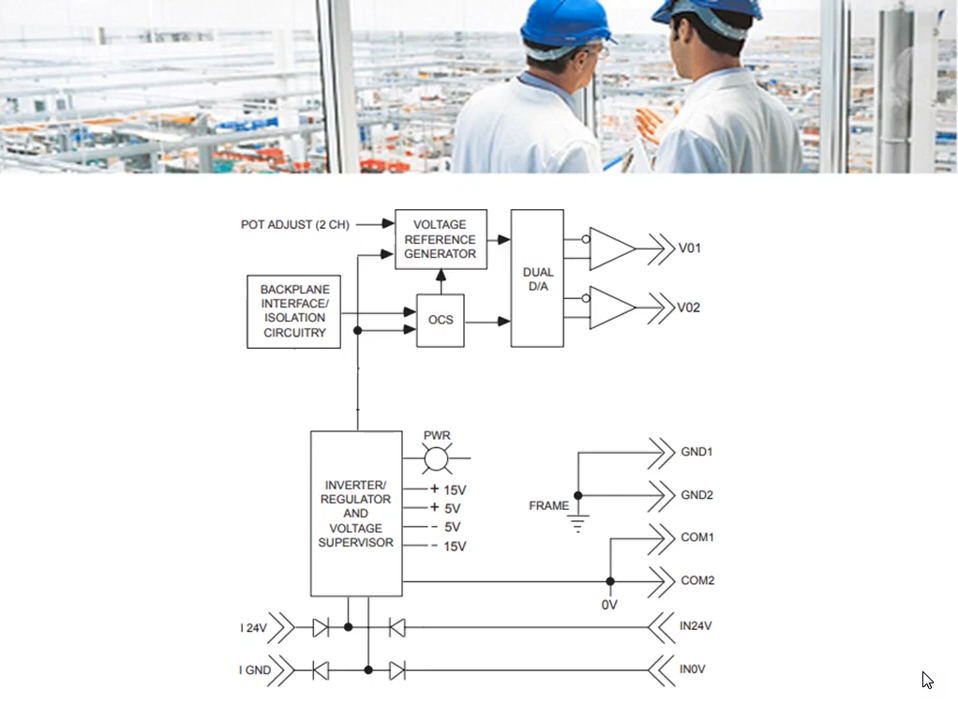 POT ADJUST (2 CH)
VOLTAGE
REFERENCE
GENERATOR
DUAL
D/A
V01
BACKPLANE
INTERFACE/
ISOLATION
CIRCUITRY
OCS
V02
PWR
INVERTER/
REGULATOR
AND
VOLTAGE
SUPERVISOR
+ 15V
+ 5V
- 5V
- 15V
FRAME
GND1
GND2
COM1
COM2
0V
I 24V
IN24V
I GND
IN0V